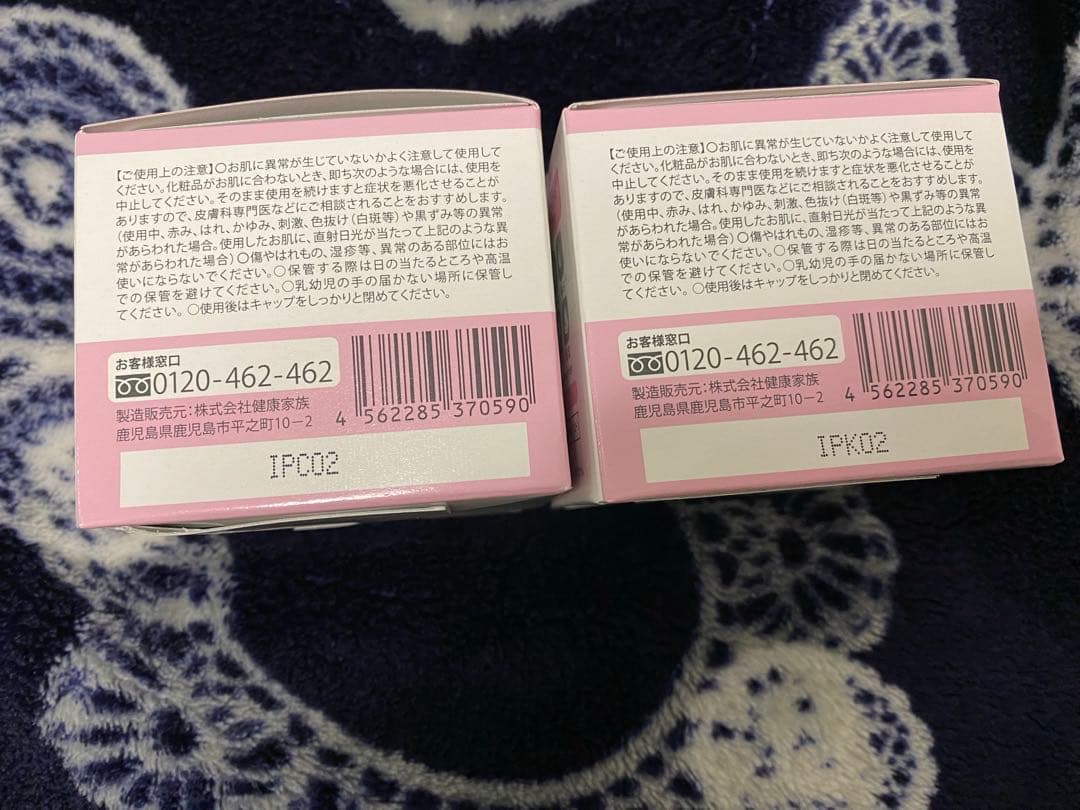 【ご使用上の注意】〇お肌に異常が生じていないかよく注意して使用して
ください。化粧品がお肌に合わないとき、即ち次のような場合には、使用を
中止してください。そのまま使用を続けますと症状を悪化させることが
ありますので、皮膚科専門医などにご相談されることをおすすめします。
(使用中、赤み、はれ、かゆみ、刺激、色抜け(白斑等)や黒ずみ等の異常
があらわれた場合。使用したお肌に、直射日光が当たって上記のような異
常があらわれた場合)〇傷やはれもの、湿疹等、異常のある部位にはお
使いにならないでください。〇保管する際は日の当たるところや高温
での保管を避けてください。〇乳幼児の手の届かない場所に保管し
てください。〇使用後はキャップをしっかりと閉めてください。
お客様窓口
0120-462-462
製造販売元:株式会社健康家族
鹿児島県鹿児島市平之町10-2
4 562285 370590
IPC02
【ご使用上の注意】〇お肌に異常が生じていないかよく注意して使用して
ください。化粧品がお肌に合わないとき、即ち次のような場合には、使用を
中止してください。そのまま使用を続けますと症状を悪化させることが
ありますので、皮膚科専門医などにご相談されることをおすすめします。
(使用中、赤み、はれ、かゆみ、刺激、色抜け(白斑等)や黒ずみ等の異常
があらわれた場合。使用したお肌に、直射日光が当たって上記のような異
常があらわれた場合)〇傷やはれもの、湿疹等、異常のある部位にはお
使いにならないでください。〇保管する際は日の当たるところや高温
での保管を避けてください。〇乳幼児の手の届かない場所に保管し
てください。〇使用後はキャップをしっかりと閉めてください。
お客様窓口
0120-462-462
製造販売元:株式会社健康家族
鹿児島県鹿児島市平之町10-2
4 562285 370590
IPK02